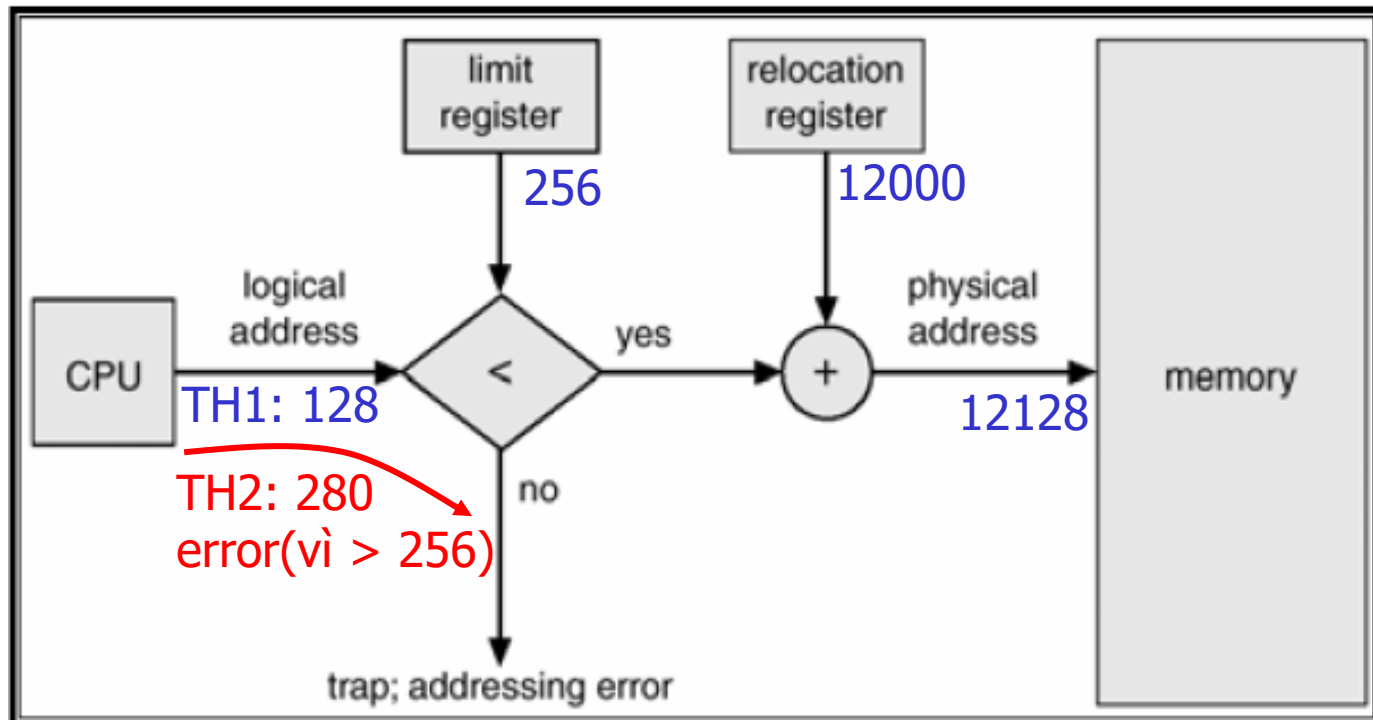 limit
register
relocation
register
256
12000
logical
address
physical
address
CPU
<
yes
+
memory
TH1: 128
12128
TH2: 280
no
error(vì > 256)
trap; addressing error